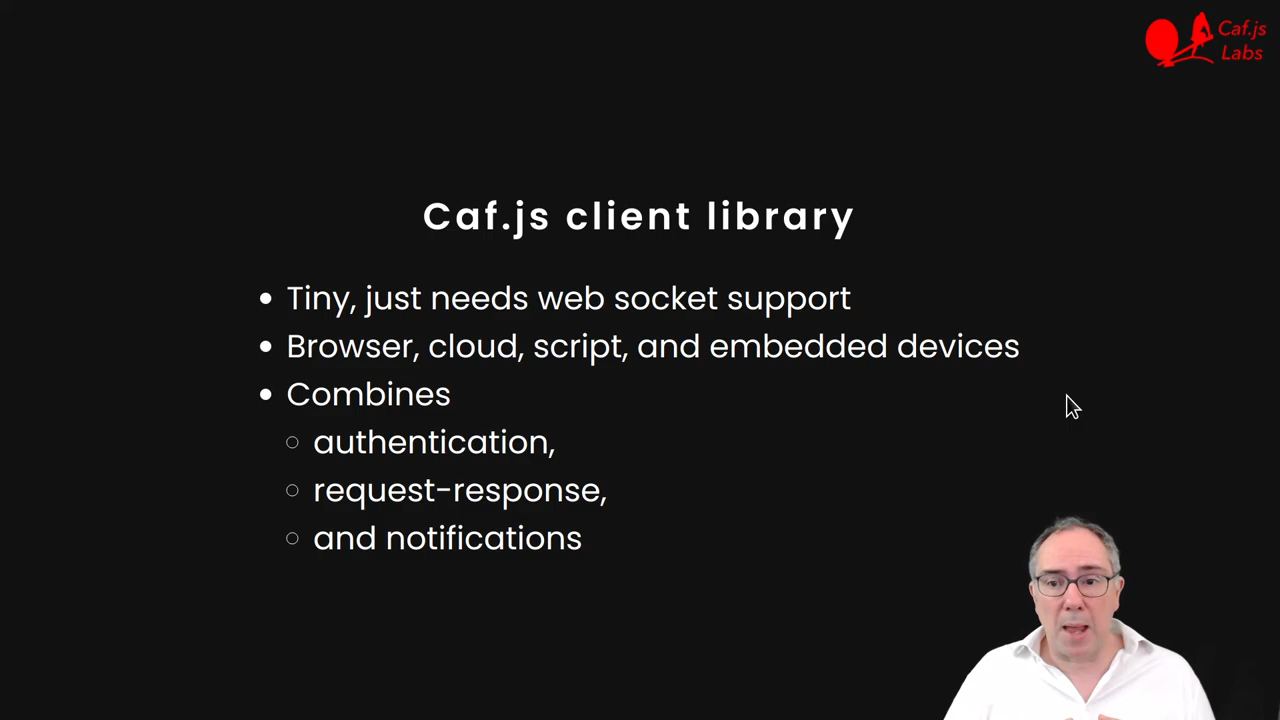 Caf.js
Labs
Caf.js client library
Tiny, just needs web socket support
Browser, cloud, script, and embedded devices
Combines
authentication,
request-response,
and notifications